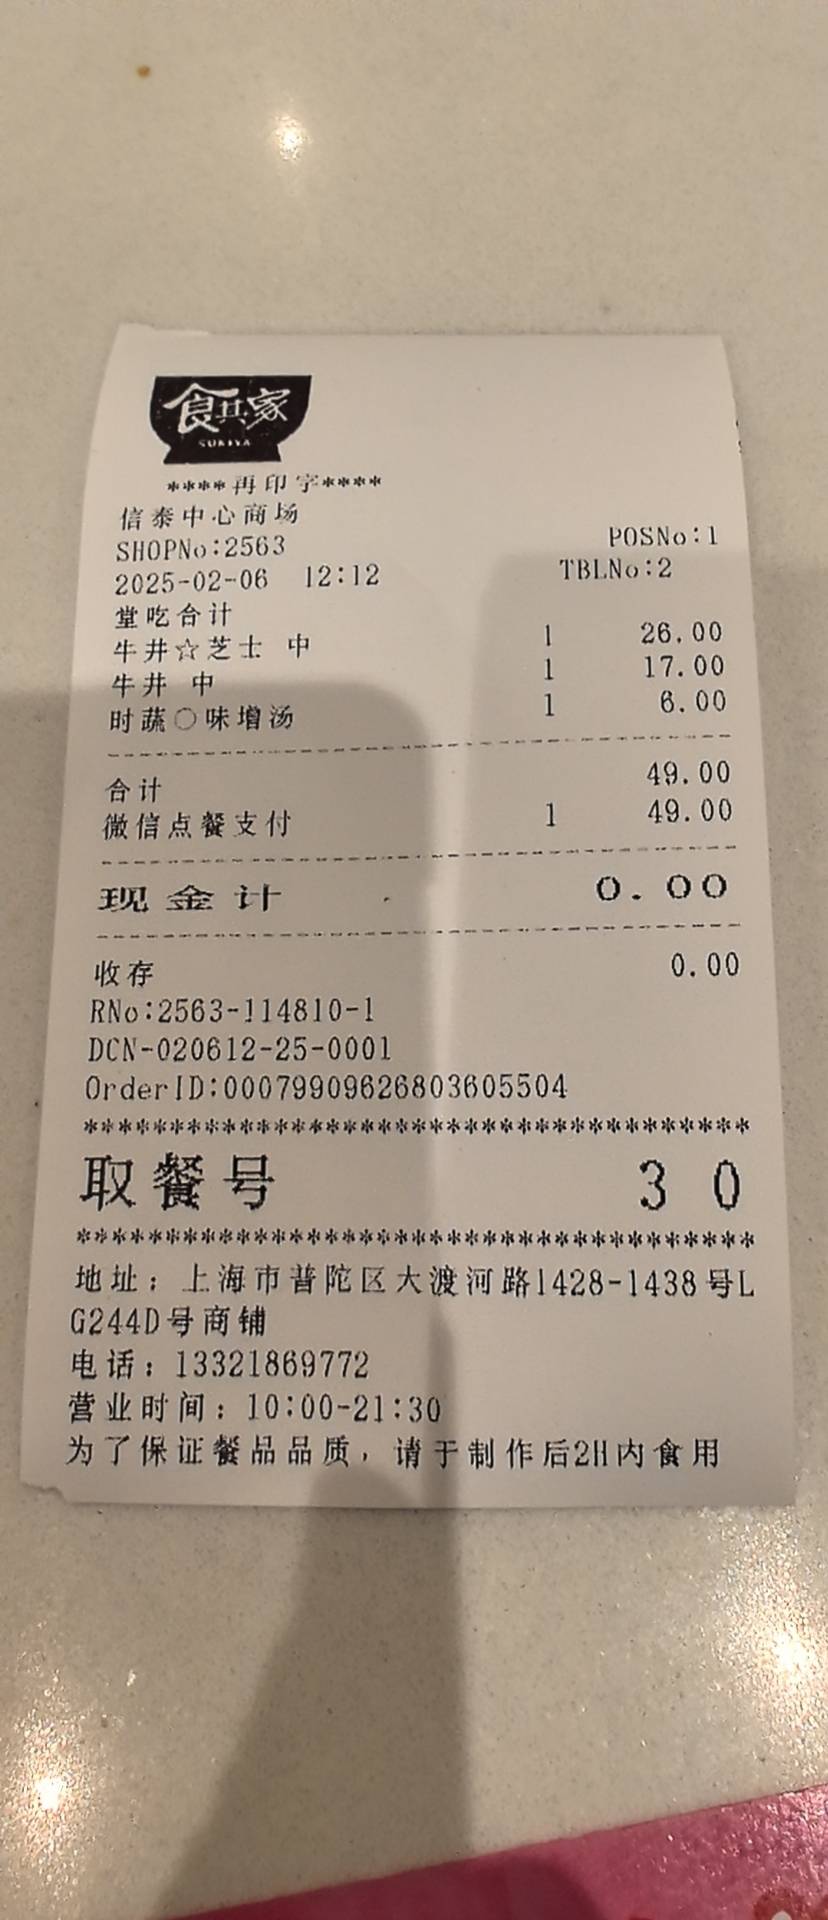 食其家
SUKIYA
****再印字****
信泰中心商场
SHOPNo:2563 POSNo:1
2025-02-06 12:12 TBLNo:2
堂吃合计
牛丼☆芝士 中 1 26.00
牛丼 中 1 17.00
时蔬○味增汤 1 6.00
合计 49.00
微信点餐支付 1 49.00
现金计 0.00
收存 0.00
RNo:2563-114810-1
DCN-020612-25-0001
OrderID:00079909626803605504
***************************************
取餐号 30
***************************************
地址：上海市普陀区大渡河路1428-1438号L
G244D号商铺
电话：13321869772
营业时间：10:00-21:30
为了保证餐品品质，请于制作后2H内食用